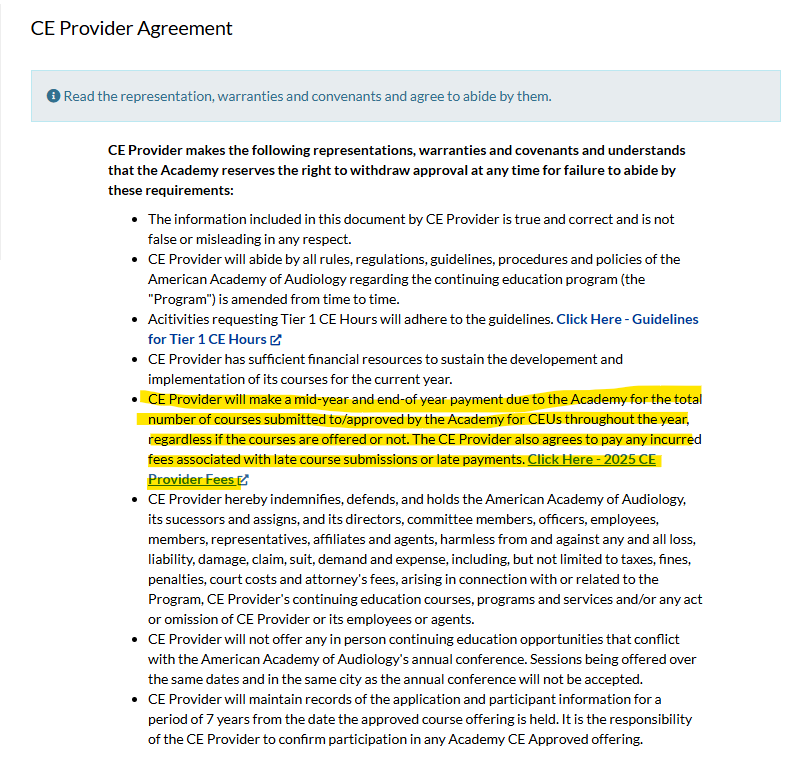 CE Provider Agreement
Read the representation, warranties and convenants and agree to abide by them.
CE Provider makes the following representations, warranties and covenants and understands
that the Academy reserves the right to withdraw approval at any time for failure to abide by
these requirements:
• The information included in this document by CE Provider is true and correct and is not
false or misleading in any respect.
• CE Provider will abide by all rules, regulations, guidelines, procedures and policies of the
American Academy of Audiology regarding the continuing education program (the
"Program") is amended from time to time.
• Acitivities requesting Tier 1 CE Hours will adhere to the guidelines. Click Here - Guidelines
for Tier 1 CE Hours
• CE Provider has sufficient financial resources to sustain the developement and
implementation of its courses for the current year.
• CE Provider will make a mid-year and end-of year payment due to the Academy for the total
number of courses submitted to/approved by the Academy for CEUs throughout the year,
regardless if the courses are offered or not. The CE Provider also agrees to pay any incurred
fees associated with late course submissions or late payments. Click Here - 2025 CE
Provider Fees
• CE Provider hereby indemnifies, defends, and holds the American Academy of Audiology,
its sucessors and assigns, and its directors, committee members, officers, employees,
members, representatives, affiliates and agents, harmless from and against any and all loss,
liability, damage, claim, suit, demand and expense, including, but not limited to taxes, fines,
penalties, court costs and attorney's fees, arising in connection with or related to the
Program, CE Provider's continuing education courses, programs and services and/or any act
or omission of CE Provider or its employees or agents.
• CE Provider will not offer any in person continuing education opportunities that conflict
with the American Academy of Audiology's annual conference. Sessions being offered over
the same dates and in the same city as the annual conference will not be accepted.
• CE Provider will maintain records of the application and participant information for a
period of 7 years from the date the approved course offering is held. It is the responsibility
of the CE Provider to confirm participation in any Academy CE Approved offering.